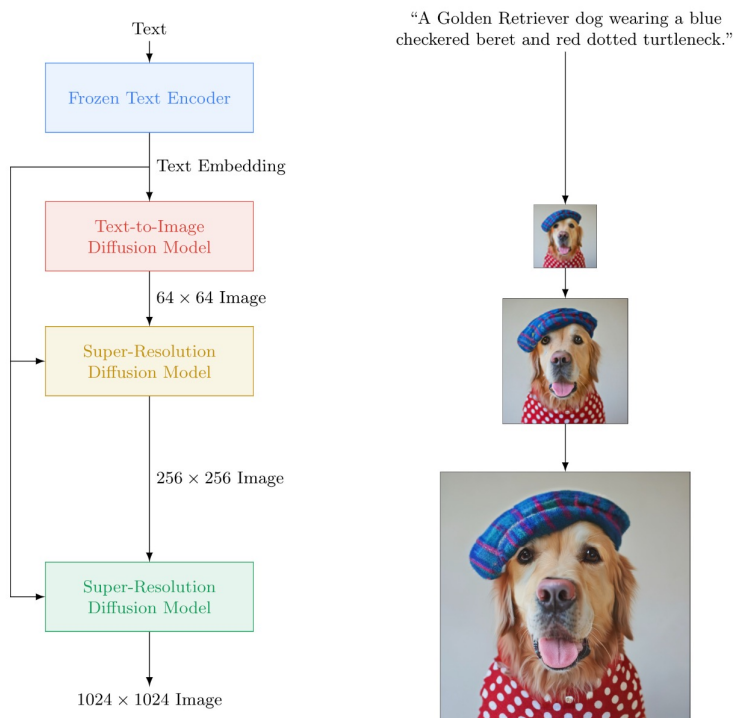 Text
Frozen Text Encoder
Text Embedding
Text-to-Image
Diffusion Model
64 × 64 Image
Super-Resolution
Diffusion Model
256 × 256 Image
Super-Resolution
Diffusion Model
1024 × 1024 Image
“A Golden Retriever dog wearing a blue
checkered beret and red dotted turtleneck.”